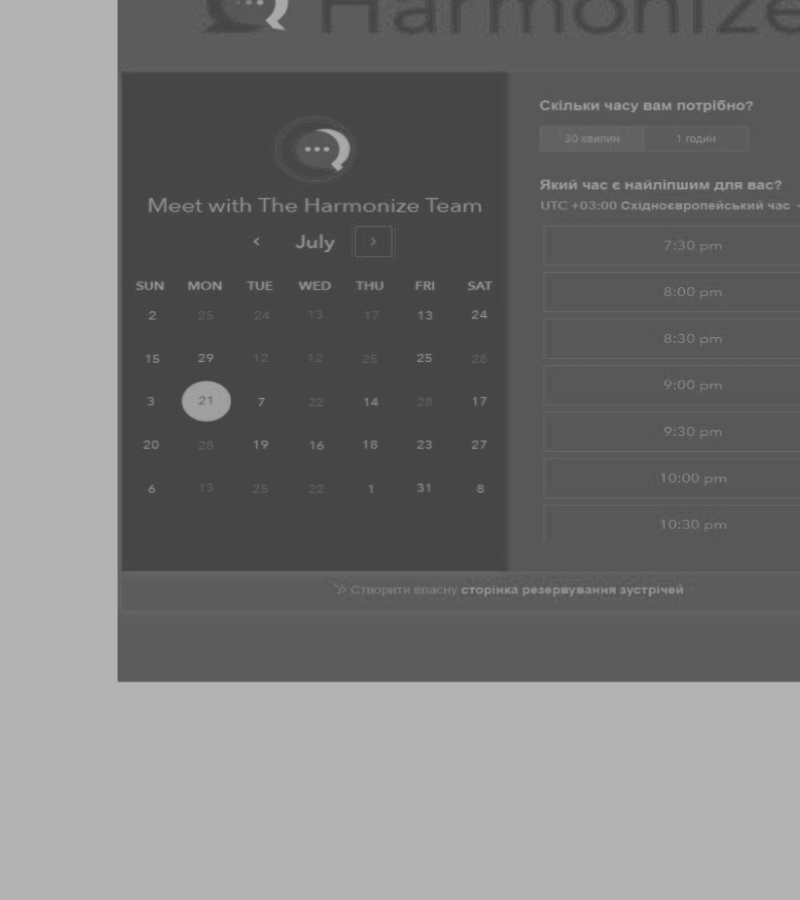 Harmonize
Meet with The Harmonize Team
July
SUN MON TUE WED THU FRI SAT
2 25 24 13 17 13 24
15 29 12 12 25 25 28
3 21 7 22 14 28 17
20 28 19 16 18 23 27
6 13 25 22 1 31 8
Скільки часу вам потрібно?
30 хвилин 1 годин
Який час є найліпшим для вас?
UTC +03:00 Східноєвропейський час
7:30 pm
8:00 pm
8:30 pm
9:00 pm
9:30 pm
10:00 pm
10:30 pm
Створити власну сторінка резервування зустрічей